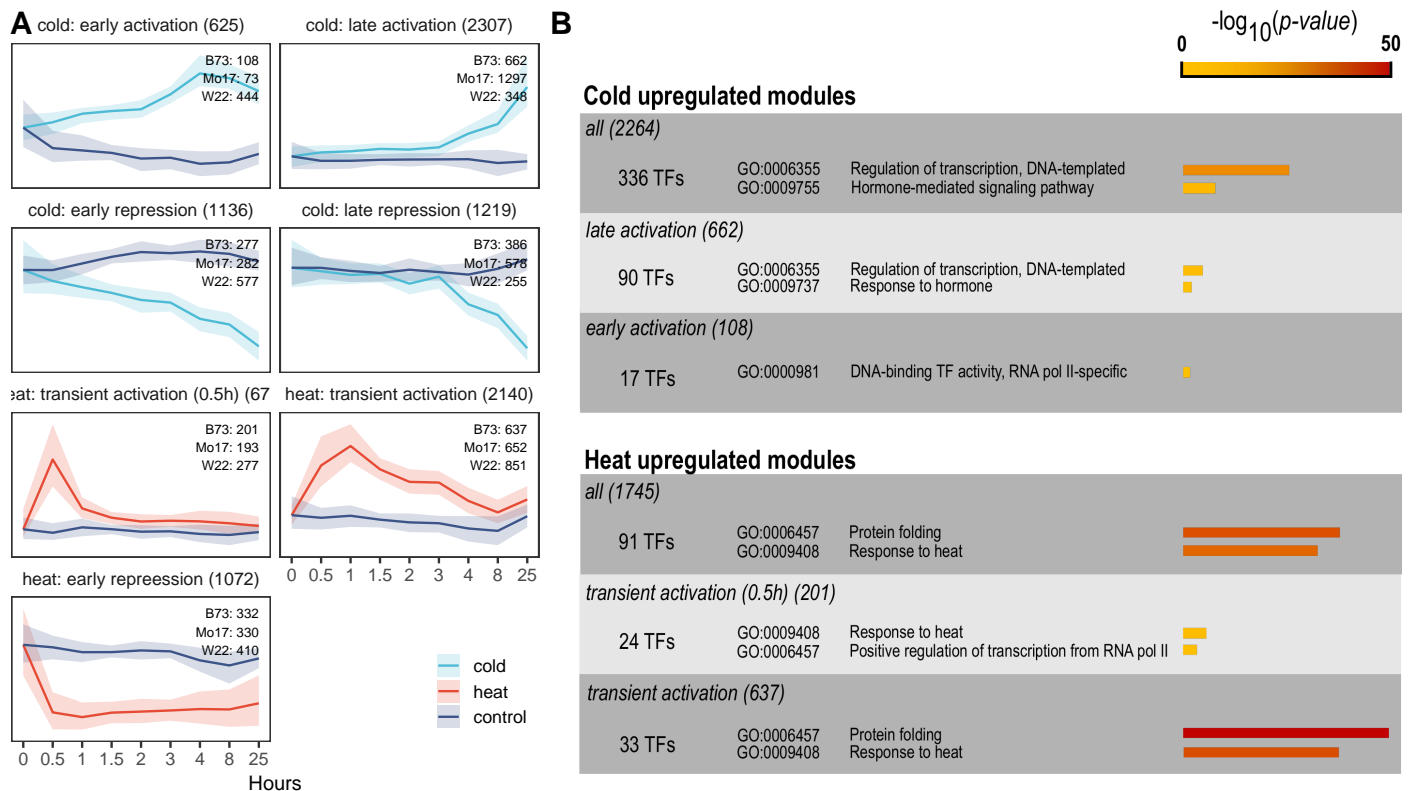 A
cold: early activation (625)
B73: 108
Mo17: 73
W22: 444
cold: late activation (2307)
B73: 662
Mo17: 1297
W22: 348
cold: early repression (1136)
B73: 277
Mo17: 282
W22: 577
cold: late repression (1219)
B73: 386
Mo17: 578
W22: 255
eat: transient activation (0.5h) (67
B73: 201
Mo17: 193
W22: 277
heat: transient activation (2140)
B73: 637
Mo17: 652
W22: 851
0 0.5 1 1.5 2 3 4 8 25
heat: early repreession (1072)
B73: 332
Mo17: 330
W22: 410
0 0.5 1 1.5 2 3 4 8 25
Hours
cold
heat
control
B
-log10(p-value)
0 50
Cold upregulated modules
all (2264)
336 TFs
GO:0006355 Regulation of transcription, DNA-templated
GO:0009755 Hormone-mediated signaling pathway
late activation (662)
90 TFs
GO:0006355 Regulation of transcription, DNA-templated
GO:0009737 Response to hormone
early activation (108)
17 TFs
GO:0000981 DNA-binding TF activity, RNA pol II-specific
Heat upregulated modules
all (1745)
91 TFs
GO:0006457 Protein folding
GO:0009408 Response to heat
transient activation (0.5h) (201)
24 TFs
GO:0009408 Response to heat
GO:0006457 Positive regulation of transcription from RNA pol II
transient activation (637)
33 TFs
GO:0006457 Protein folding
GO:0009408 Response to heat